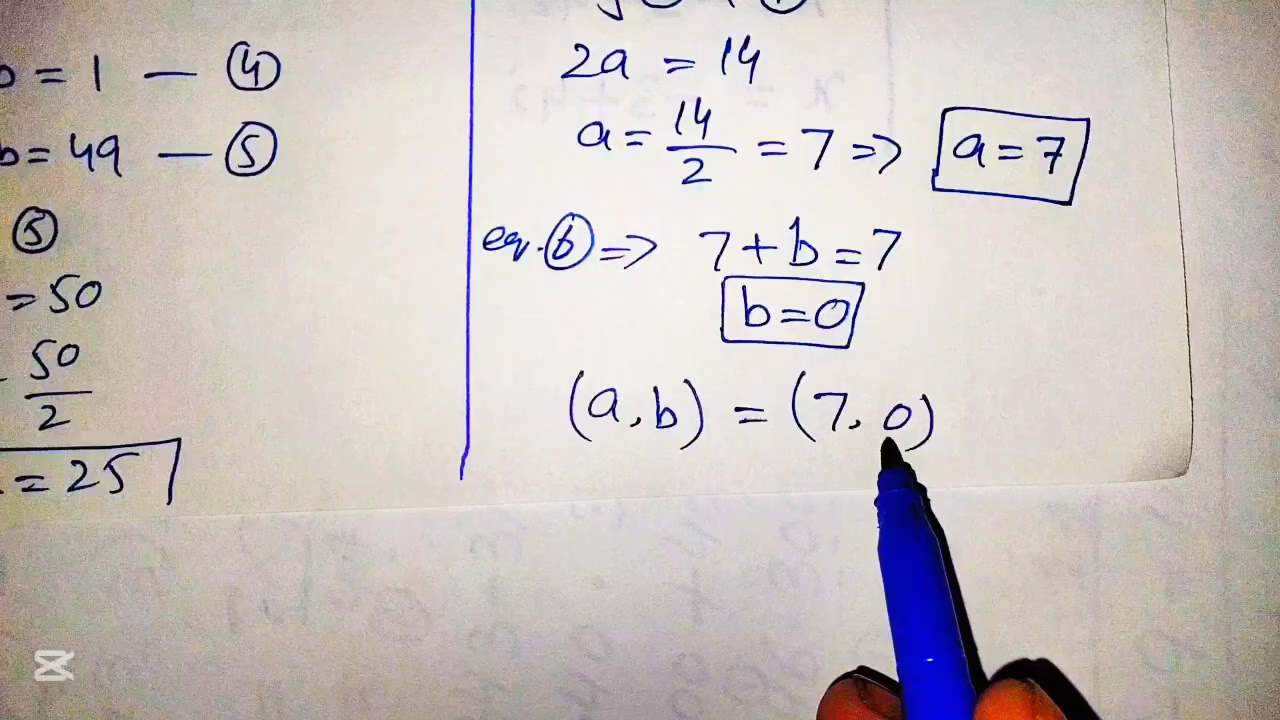 b = 1 — ④
b = 49 — ⑤
⑤
= 50
50
2
= 25
2a = 14
a = 14/2 = 7 => a = 7
eq. ⓑ => 7 + b = 7
b = 0
(a, b) = (7, 0)